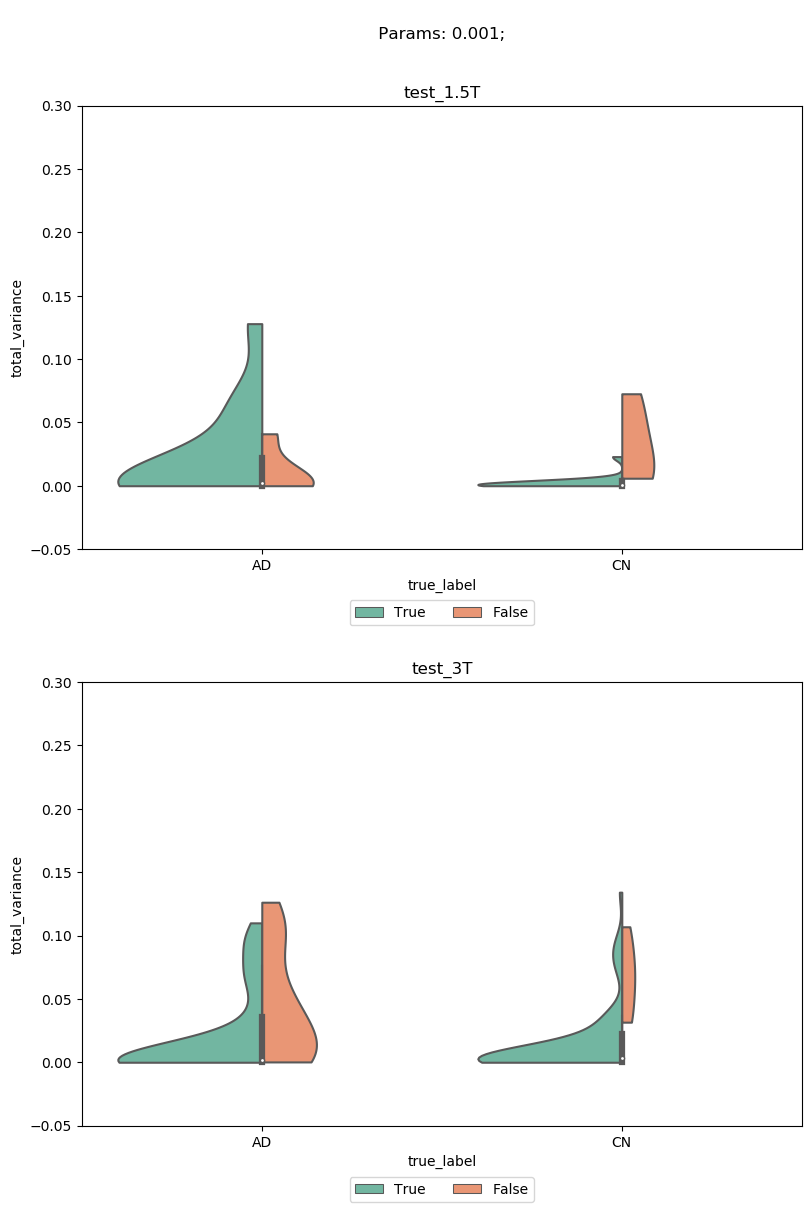 Params: 0.001;
test_1.5T
0.30
0.25
0.20
0.15
0.10
0.05
0.00
−0.05
total_variance
AD CN
true_label
True False
test_3T
0.30
0.25
0.20
0.15
0.10
0.05
0.00
−0.05
total_variance
AD CN
true_label
True False